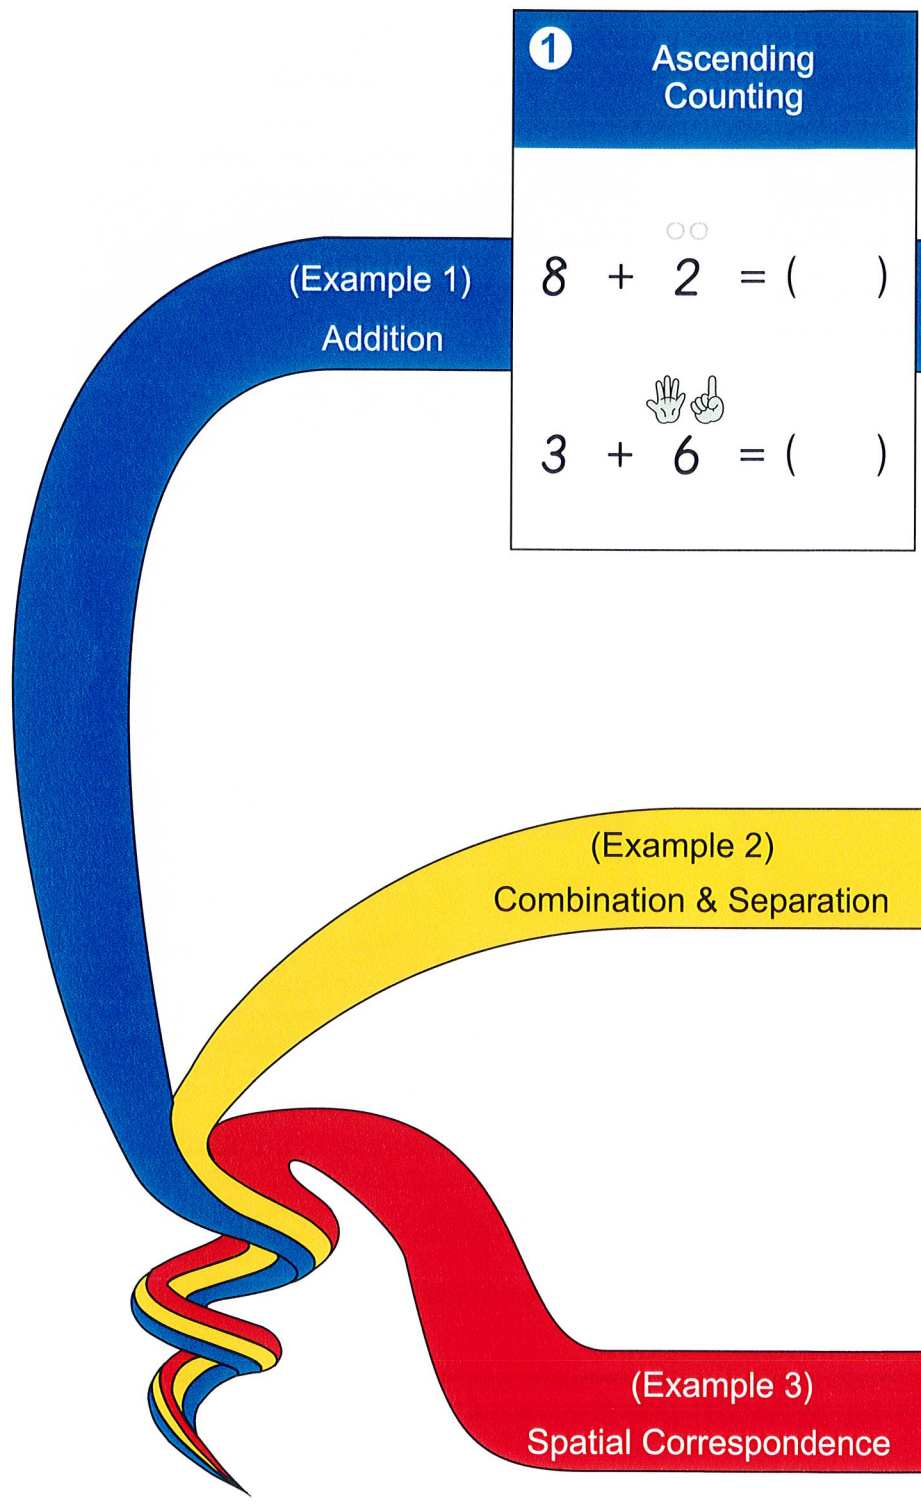 1
Ascending
Counting
(Example 1)
Addition
8 + 2 = ( )
3 + 6 = ( )
(Example 2)
Combination & Separation
(Example 3)
Spatial Correspondence